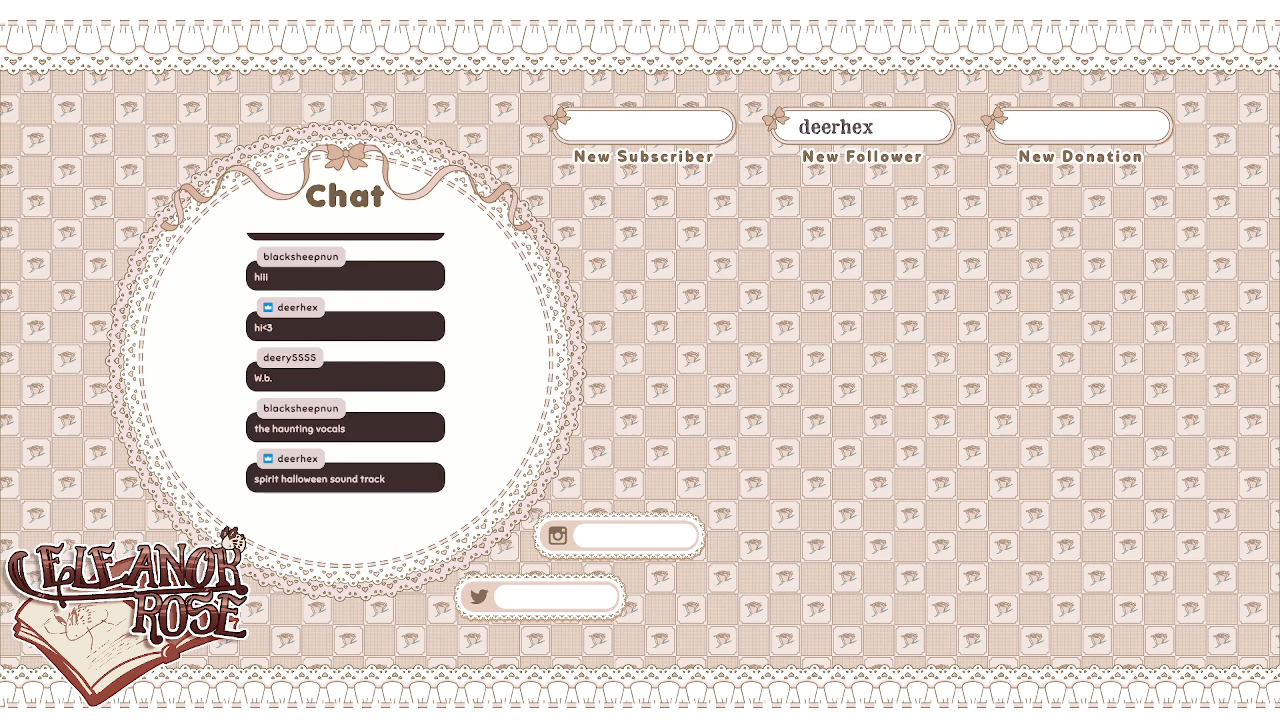 deerhex
New Subscriber
New Follower
New Donation
Chat
blacksheepnun
hiii
deerhex
hi<3
deerySSSS
W.b.
blacksheepnun
the haunting vocals
deerhex
spirit halloween sound track
ELEANOR
ROSE